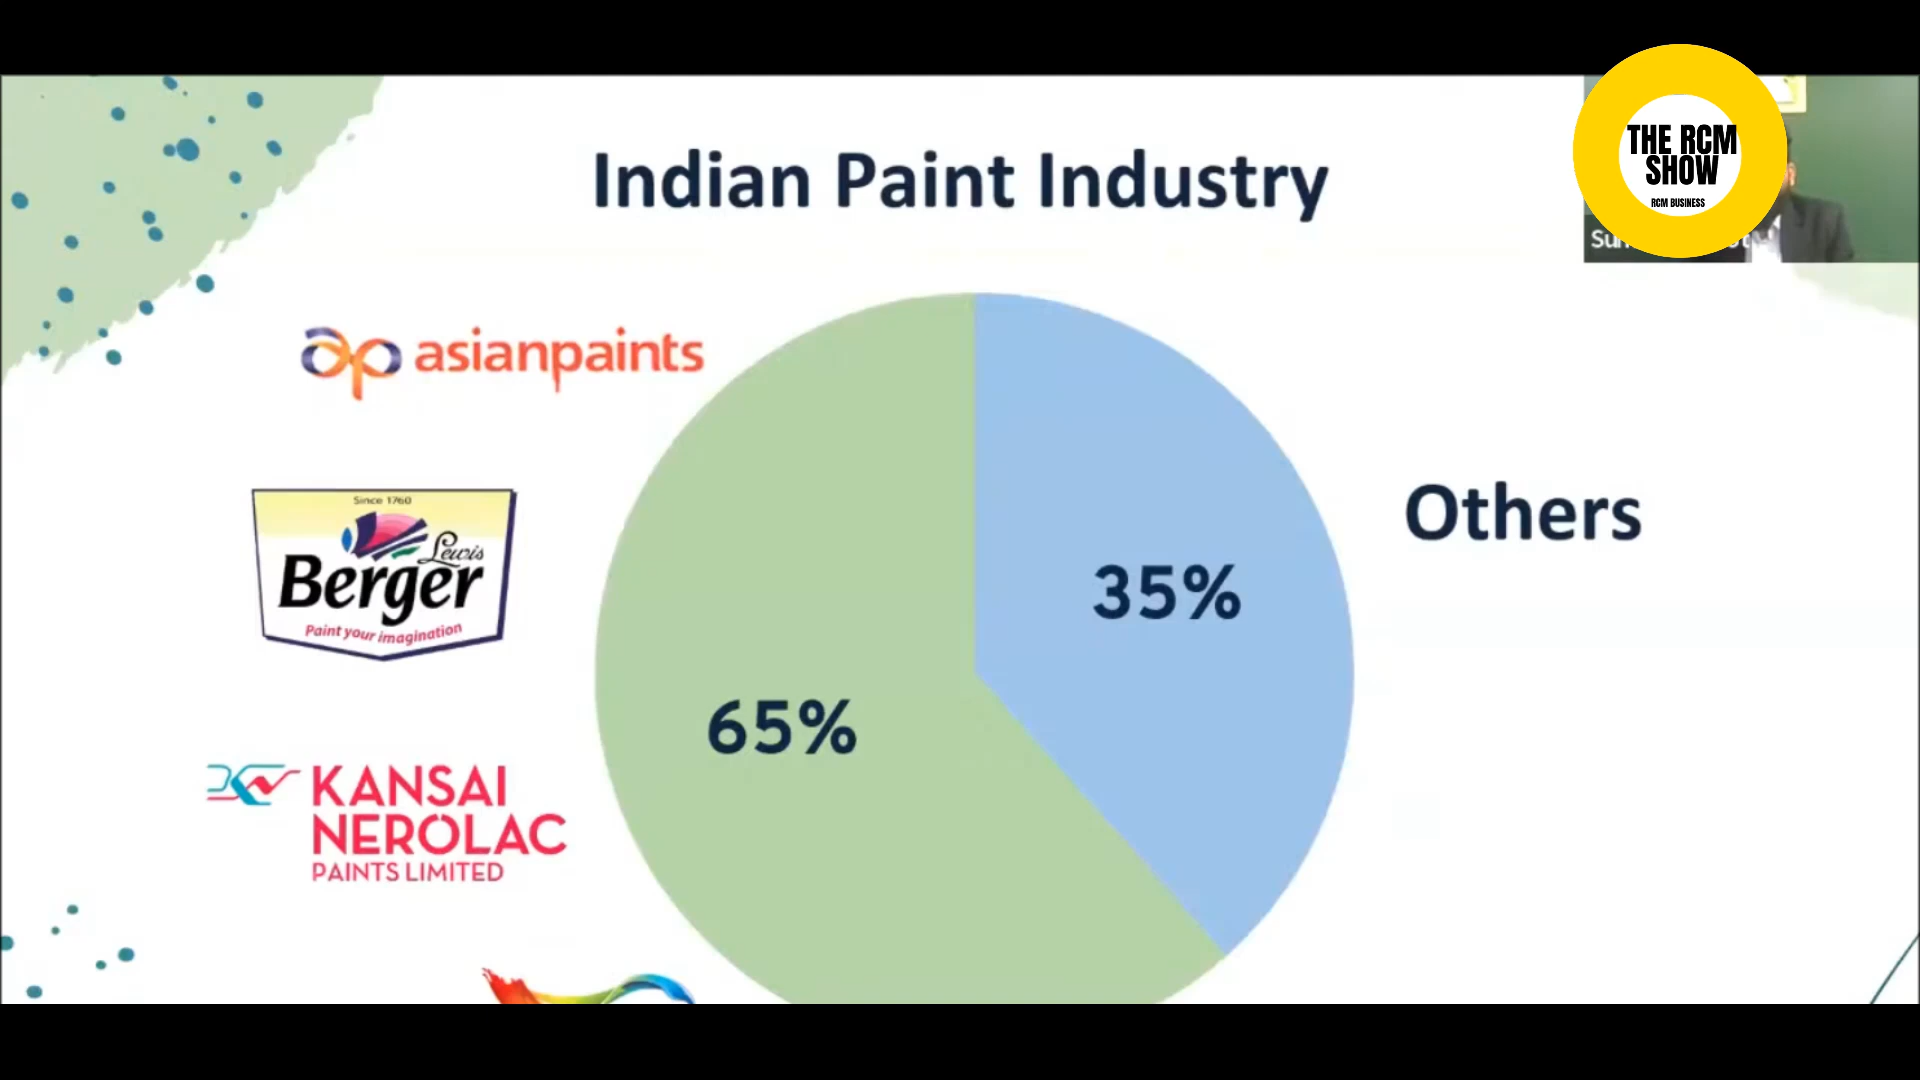 Indian Paint Industry
THE RCM
SHOW
RCM BUSINESS
asianpaints
Since 1760
Lewis
Berger
Paint your imagination
Others
35%
65%
KANSAI
NEROLAC
PAINTS LIMITED